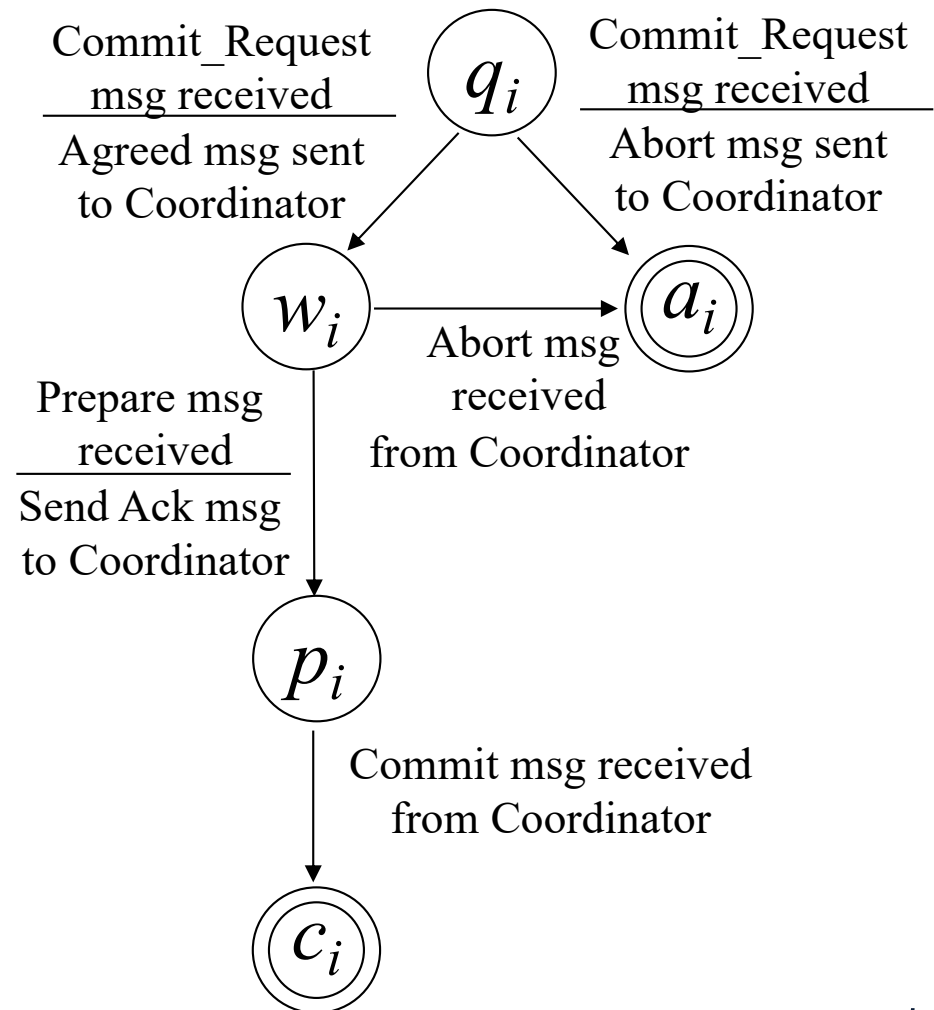 Commit_Request
msg received
Agreed msg sent
to Coordinator
q_i
Commit_Request
msg received
Abort msg sent
to Coordinator
w_i
a_i
Abort msg
received
from Coordinator
Prepare msg
received
Send Ack msg
to Coordinator
p_i
Commit msg received
from Coordinator
c_i